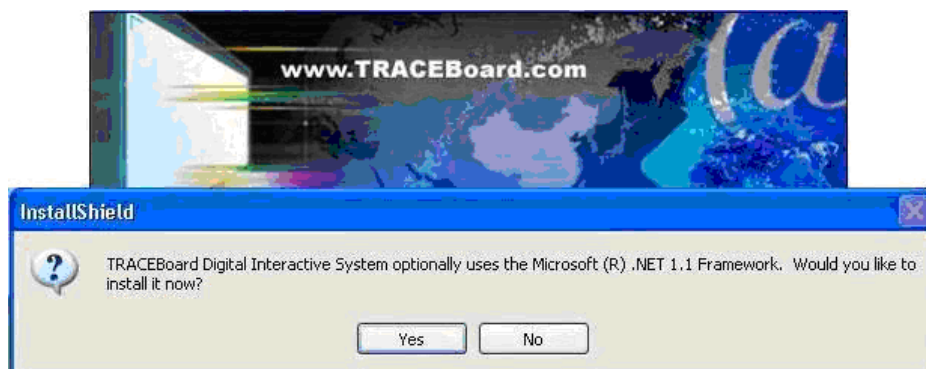 www.TRACEBoard.com
InstallShield
TRACEBoard Digital Interactive System optionally uses the Microsoft (R) .NET 1.1 Framework. Would you like to
install it now?
Yes No